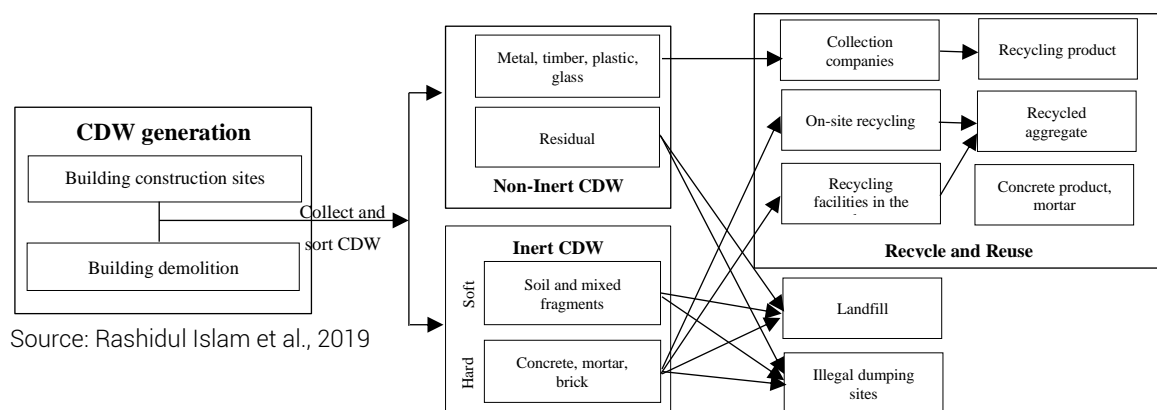 CDW generation
Building construction sites
Building demolition
Source: Rashidul Islam et al., 2019
Collect and
sort CDW
Metal, timber, plastic,
glass
Residual
Non-Inert CDW
Inert CDW
Soft
Soil and mixed
fragments
Hard
Concrete, mortar,
brick
Collection
companies
Recycling product
On-site recycling
Recycled
aggregate
Recycling
facilities in the
Concrete product,
mortar
Recycle and Reuse
Landfill
Illegal dumping
sites